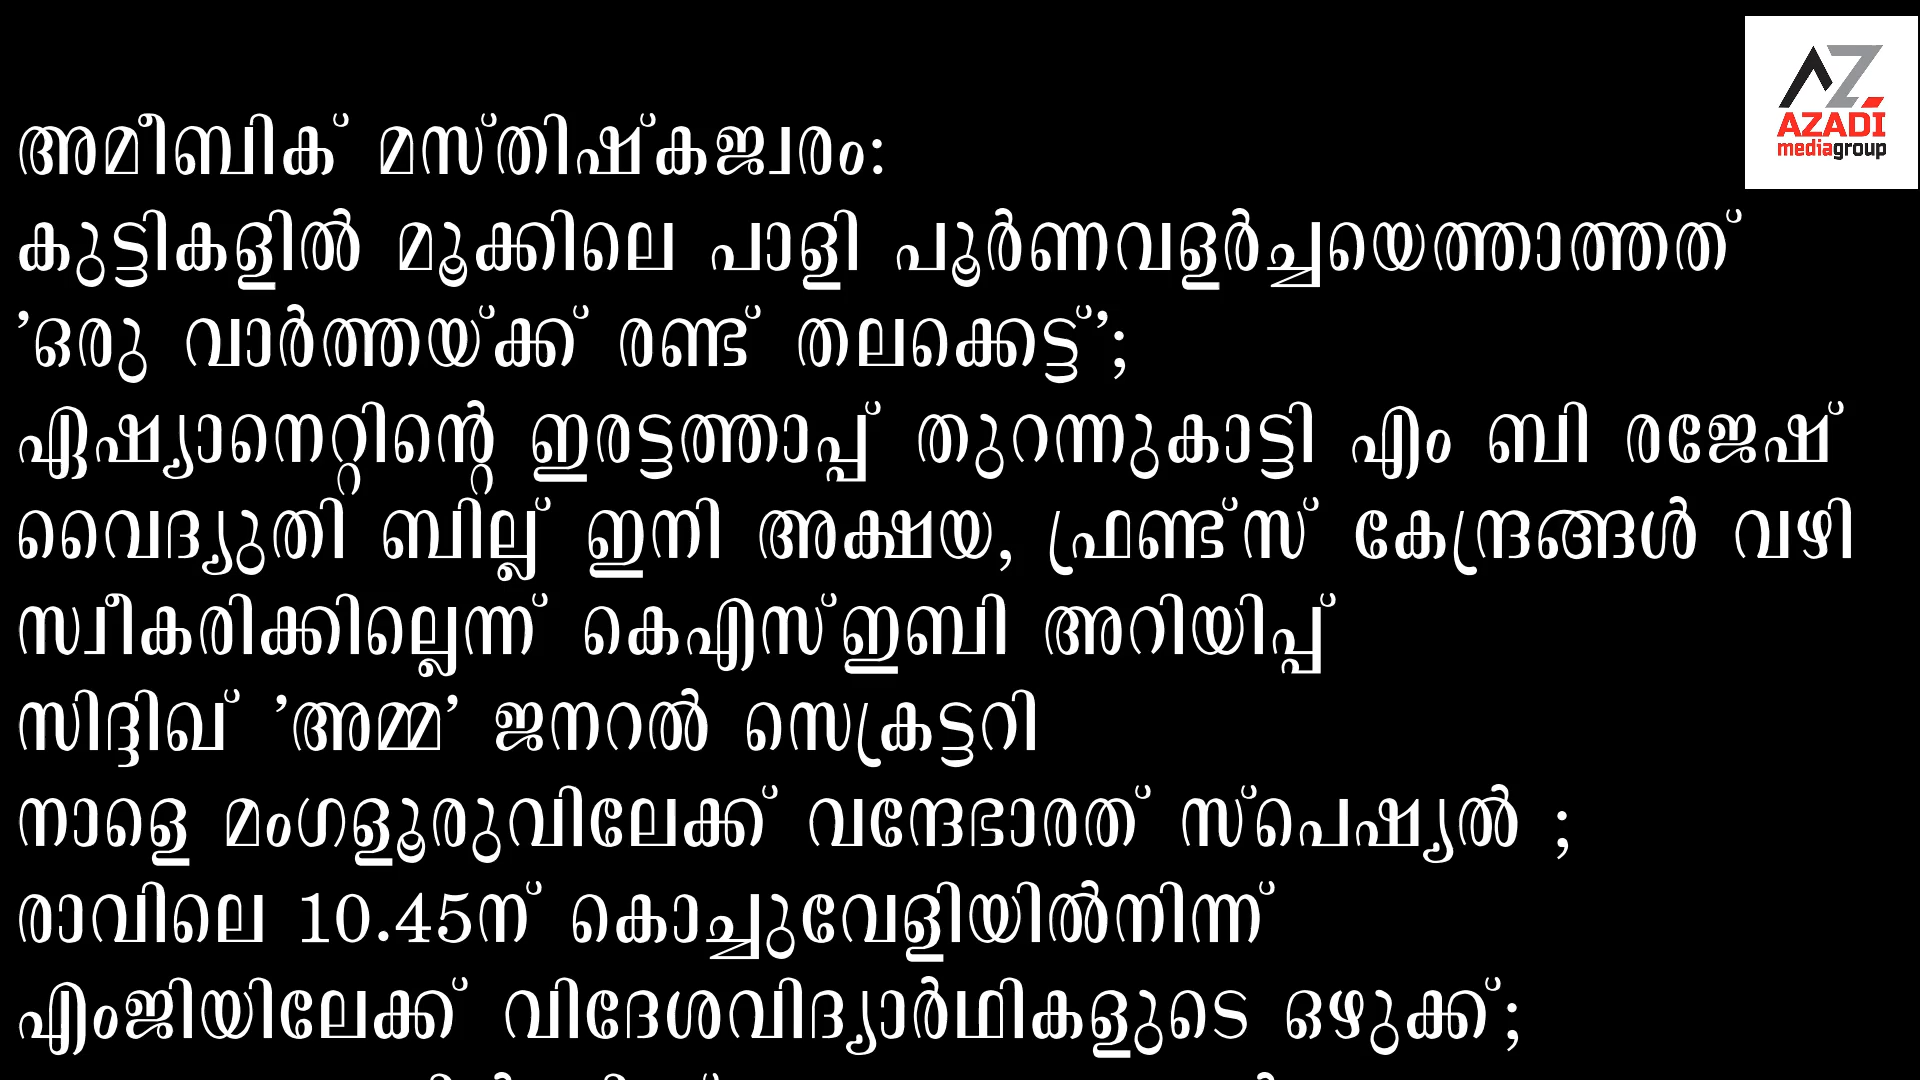 AZ
AZADI
mediagroup
അമീബിക് മസ്തിഷ്കജ്വരം:
കുട്ടികളിൽ മൂക്കിലെ പാളി പൂർണവളർച്ചയെത്താത്തത്
’ഒരു വാർത്തയ്ക്ക് രണ്ട് തലക്കെട്ട്’;
ഏഷ്യാനെറ്റിന്റെ ഇരട്ടത്താപ്പ് തുറന്നുകാട്ടി എം ബി രജേഷ്
വൈദ്യുതി ബില്ല് ഇനി അക്ഷയ, ഫ്രണ്ട്സ് കേന്ദ്രങ്ങൾ വഴി
സ്വീകരിക്കില്ലെന്ന് കെഎസ്ഇബി അറിയിപ്പ്
സിദ്ദിഖ് ’അമ്മ’ ജനറൽ സെക്രട്ടറി
നാളെ മംഗളൂരുവിലേക്ക് വന്ദേഭാരത് സ്പെഷ്യൽ ;
രാവിലെ 10.45ന് കൊച്ചുവേളിയിൽനിന്ന്
എംജിയിലേക്ക് വിദേശവിദ്യാർഥികളുടെ ഒഴുക്ക്;